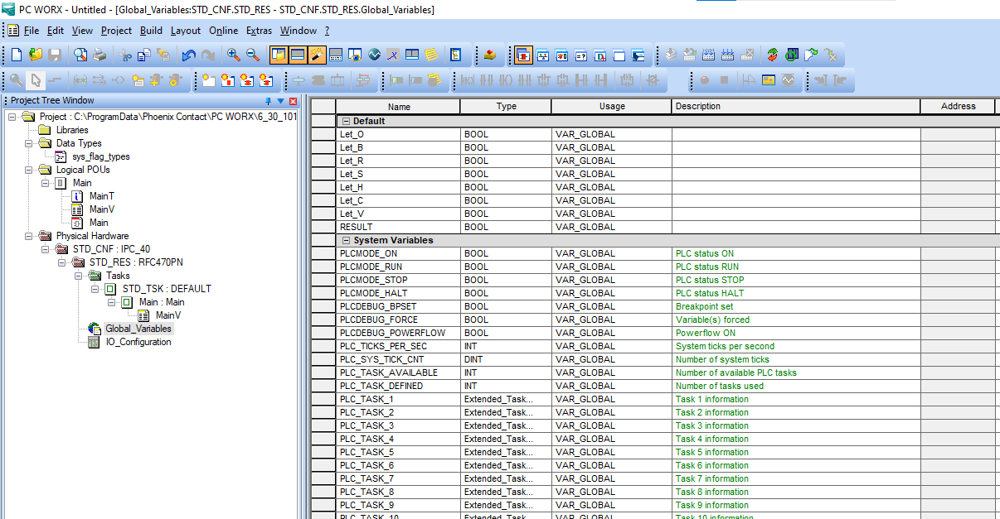 PC WORX - Untitled - [Global_Variables:STD_CNF.STD_RES - STD_CNF.STD_RES.Global_Variables]
File Edit View Project Build Layout Online Extras Window ?
Project Tree Window
Project : C:\ProgramData\Phoenix Contact\PC WORX\6_30_101
Libraries
Data Types
sys_flag_types
Logical POUs
Main
MainT
MainV
Main
Physical Hardware
STD_CNF : IPC_40
STD_RES : RFC470PN
Tasks
STD_TSK : DEFAULT
Main : Main
MainV
Global_Variables
IO_Configuration
Name Type Usage Description Address
Default
Let_O BOOL VAR_GLOBAL
Let_B BOOL VAR_GLOBAL
Let_R BOOL VAR_GLOBAL
Let_S BOOL VAR_GLOBAL
Let_H BOOL VAR_GLOBAL
Let_C BOOL VAR_GLOBAL
Let_V BOOL VAR_GLOBAL
RESULT BOOL VAR_GLOBAL
System Variables
PLCMODE_ON BOOL VAR_GLOBAL PLC status ON
PLCMODE_RUN BOOL VAR_GLOBAL PLC status RUN
PLCMODE_STOP BOOL VAR_GLOBAL PLC status STOP
PLCMODE_HALT BOOL VAR_GLOBAL PLC status HALT
PLCDEBUG_BPSET BOOL VAR_GLOBAL Breakpoint set
PLCDEBUG_FORCE BOOL VAR_GLOBAL Variable(s) forced
PLCDEBUG_POWERFLOW BOOL VAR_GLOBAL Powerflow ON
PLC_TICKS_PER_SEC INT VAR_GLOBAL System ticks per second
PLC_SYS_TICK_CNT DINT VAR_GLOBAL Number of system ticks
PLC_TASK_AVAILABLE INT VAR_GLOBAL Number of available PLC tasks
PLC_TASK_DEFINED INT VAR_GLOBAL Number of tasks used
PLC_TASK_1 Extended_Task... VAR_GLOBAL Task 1 information
PLC_TASK_2 Extended_Task... VAR_GLOBAL Task 2 information
PLC_TASK_3 Extended_Task... VAR_GLOBAL Task 3 information
PLC_TASK_4 Extended_Task... VAR_GLOBAL Task 4 information
PLC_TASK_5 Extended_Task... VAR_GLOBAL Task 5 information
PLC_TASK_6 Extended_Task... VAR_GLOBAL Task 6 information
PLC_TASK_7 Extended_Task... VAR_GLOBAL Task 7 information
PLC_TASK_8 Extended_Task... VAR_GLOBAL Task 8 information
PLC_TASK_9 Extended_Task... VAR_GLOBAL Task 9 information
PLC_TASK_10 Extended_Task... VAR_GLOBAL Task 10 information